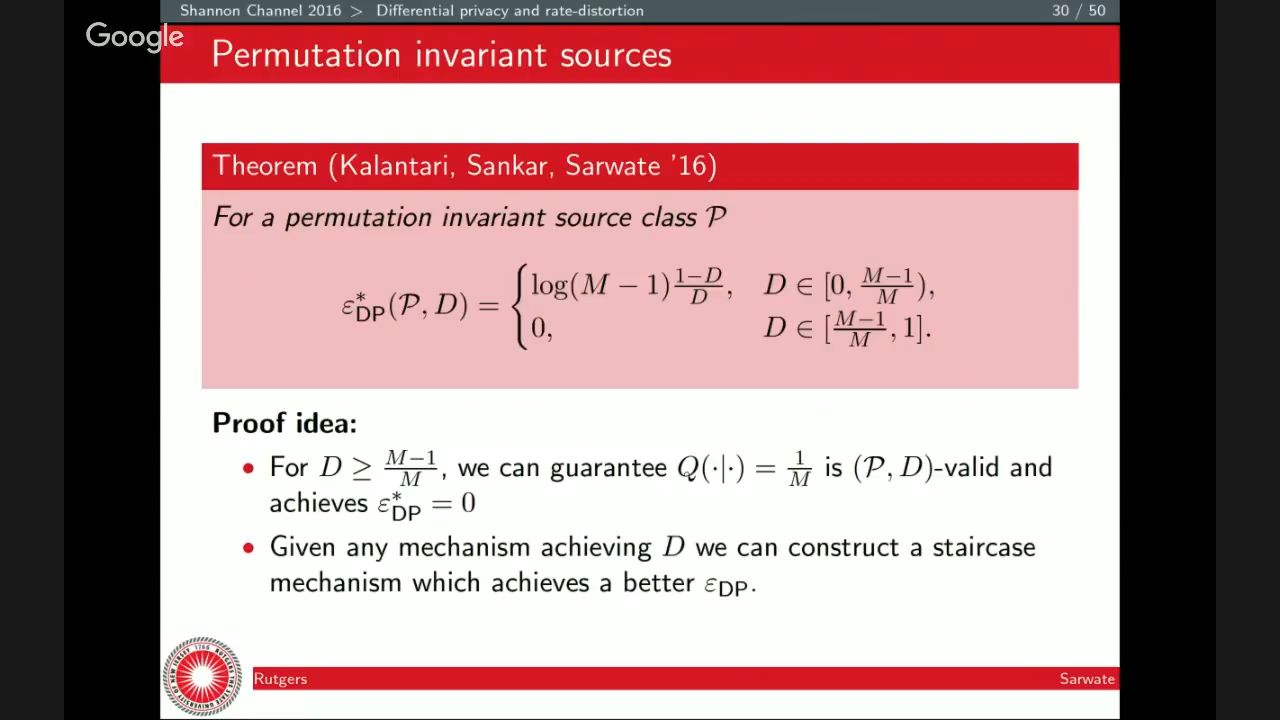 Shannon Channel 2016 > Differential privacy and rate-distortion 30 / 50
Google
Permutation invariant sources
Theorem (Kalantari, Sankar, Sarwate '16)
For a permutation invariant source class 𝒫
ε*_DP(𝒫, D) = { log(M − 1) (1−D)/D, D ∈ [0, (M−1)/M),
0, D ∈ [(M−1)/M, 1].
Proof idea:
• For D ≥ (M−1)/M, we can guarantee Q(·|·) = 1/M is (𝒫, D)-valid and
achieves ε*_DP = 0
• Given any mechanism achieving D we can construct a staircase
mechanism which achieves a better ε_DP.
Rutgers Sarwate